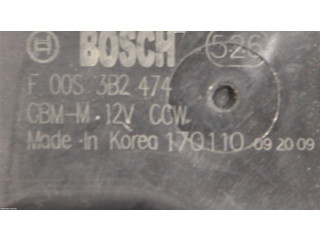 BOSCH 526
F 00S 3B2 474
GBM-M 12V CCW
Made in Korea 170110 09 20 09